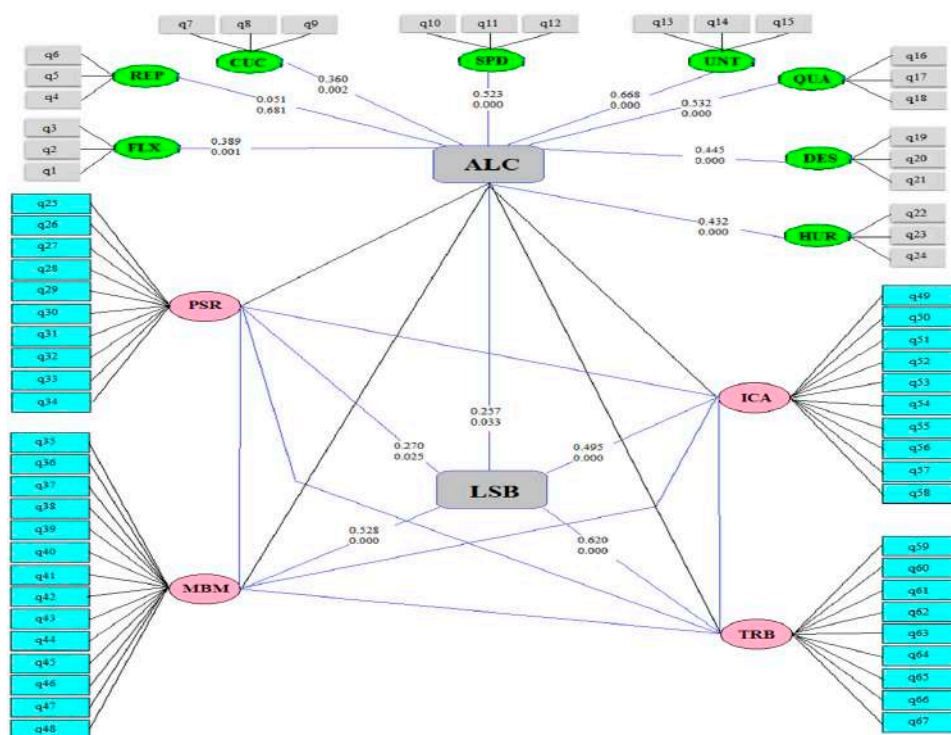 q7
q8
q9
q10
q11
q12
q13
q14
q15
q6
q5
q4
REP
CUC
SPD
UNT
QUA
q16
q17
q18
0.051
0.681
0.360
0.002
0.523
0.000
0.668
0.000
0.532
0.000
q3
q2
q1
FLX
0.389
0.001
ALC
0.445
0.000
DES
q19
q20
q21
0.432
0.000
HUR
q22
q23
q24
q25
q26
q27
q28
q29
q30
q31
q32
q33
q34
PSR
q49
q50
q51
q52
q53
q54
q55
q56
q57
q58
ICA
0.257
0.033
0.270
0.025
0.495
0.000
LSB
0.528
0.000
0.620
0.000
q35
q36
q37
q38
q39
q40
q41
q42
q43
q44
q45
q46
q47
q48
MBM
TRB
q59
q60
q61
q62
q63
q64
q65
q66
q67